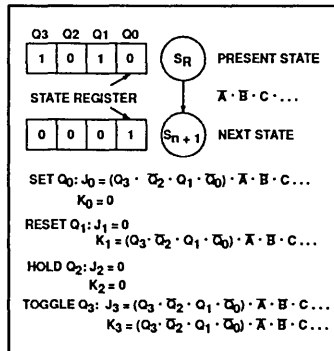 Q3 Q2 Q1 Q0
1 0 1 0
S_R
PRESENT STATE
STATE REGISTER
A̅ · B̅ · C · ...
0 0 0 1
S_n + 1
NEXT STATE
SET Q₀: J₀ = (Q₃ · Q̅₂ · Q₁ · Q̅₀) · A̅ · B̅ · C...
K₀ = 0
RESET Q₁: J₁ = 0
K₁ = (Q₃ · Q̅₂ · Q₁ · Q̅₀) · A̅ · B̅ · C...
HOLD Q₂: J₂ = 0
K₂ = 0
TOGGLE Q₃: J₃ = (Q₃ · Q̅₂ · Q₁ · Q̅₀) · A̅ · B̅ · C...
K₃ = (Q₃ · Q̅₂ · Q₁ · Q̅₀) · A̅ · B̅ · C...